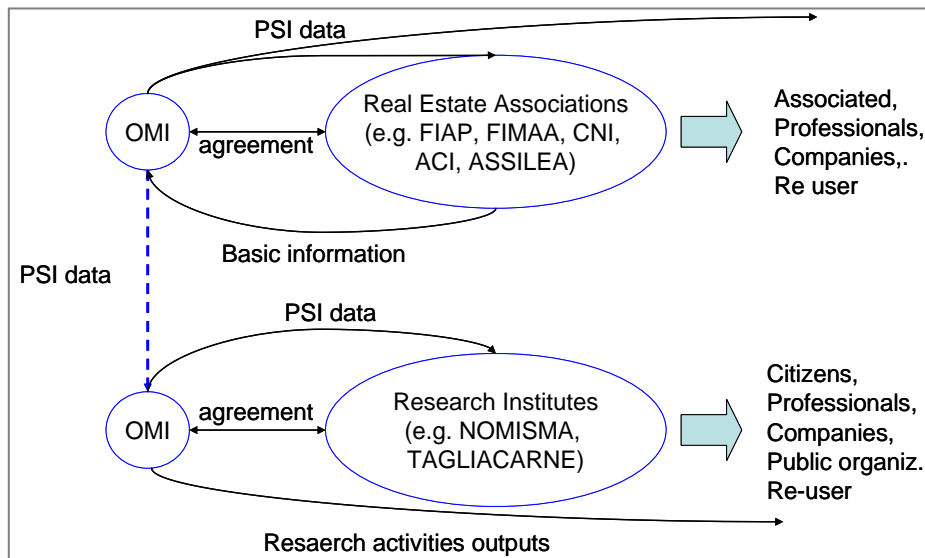 PSI data
OMI
agreement
Real Estate Associations
(e.g. FIAP, FIMAA, CNI,
ACI, ASSILEA)
Associated,
Professionals,
Companies,.
Re user
Basic information
PSI data
PSI data
OMI
agreement
Research Institutes
(e.g. NOMISMA,
TAGLIACARNE)
Citizens,
Professionals,
Companies,
Public organiz.
Re-user
Resaerch activities outputs